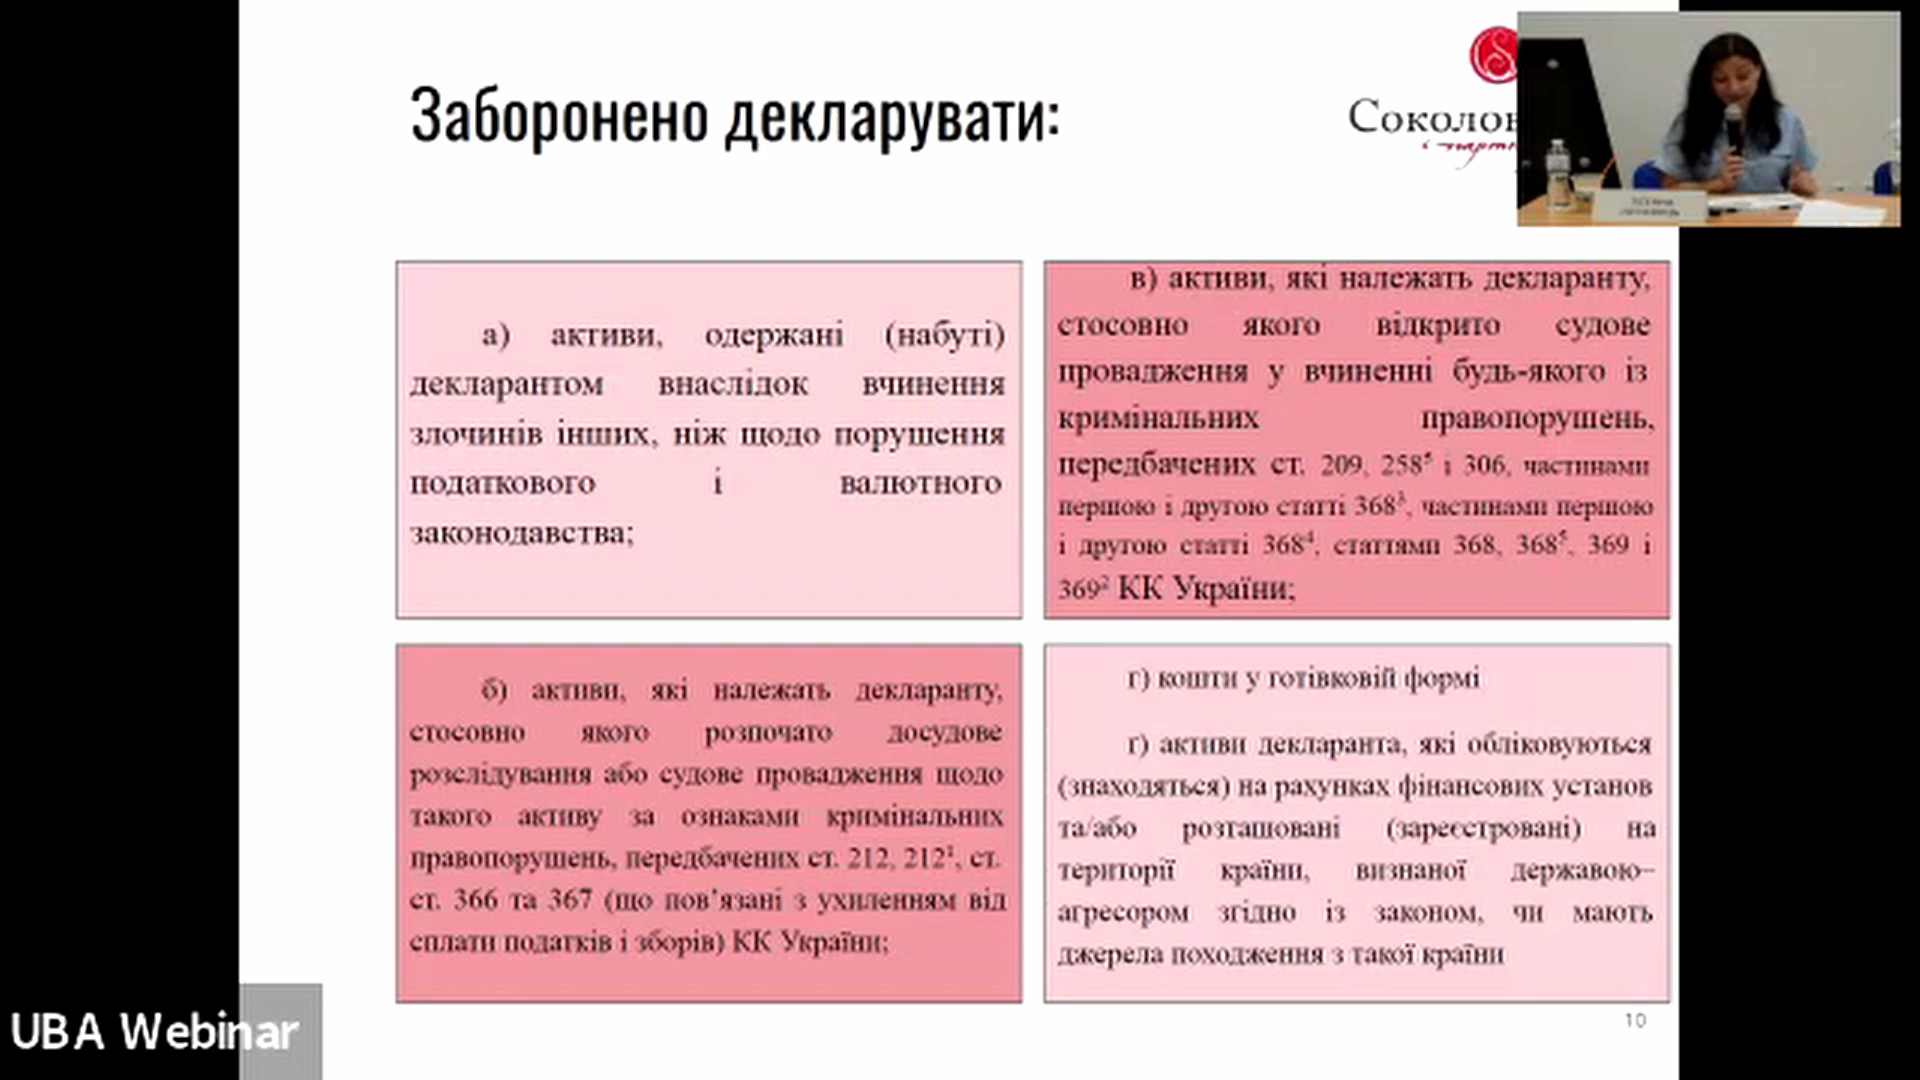 Заборонено декларувати:
Соколов
і парт
а) активи, одержані (набуті)
декларантом внаслідок вчинення
злочинів інших, ніж щодо порушення
податкового і валютного
законодавства;
в) активи, які належать декларанту,
стосовно якого відкрито судове
провадження у вчиненні будь-якого із
кримінальних правопорушень,
передбачених ст. 209, 258⁵ і 306, частинами
першою і другою статті 368³, частинами першою
і другою статті 368⁴, статтями 368, 368⁵, 369 і
369² КК України;
б) активи, які належать декларанту,
стосовно якого розпочато досудове
розслідування або судове провадження щодо
такого активу за ознаками кримінальних
правопорушень, передбачених ст. 212, 212¹, ст.
ст. 366 та 367 (що пов’язані з ухиленням від
сплати податків і зборів) КК України;
г) кошти у готівковій формі
ґ) активи декларанта, які обліковуються
(знаходяться) на рахунках фінансових установ
та/або розташовані (зареєстровані) на
території країни, визнаної державою–
агресором згідно із законом, чи мають
джерела походження з такої країни
10
UBA Webinar